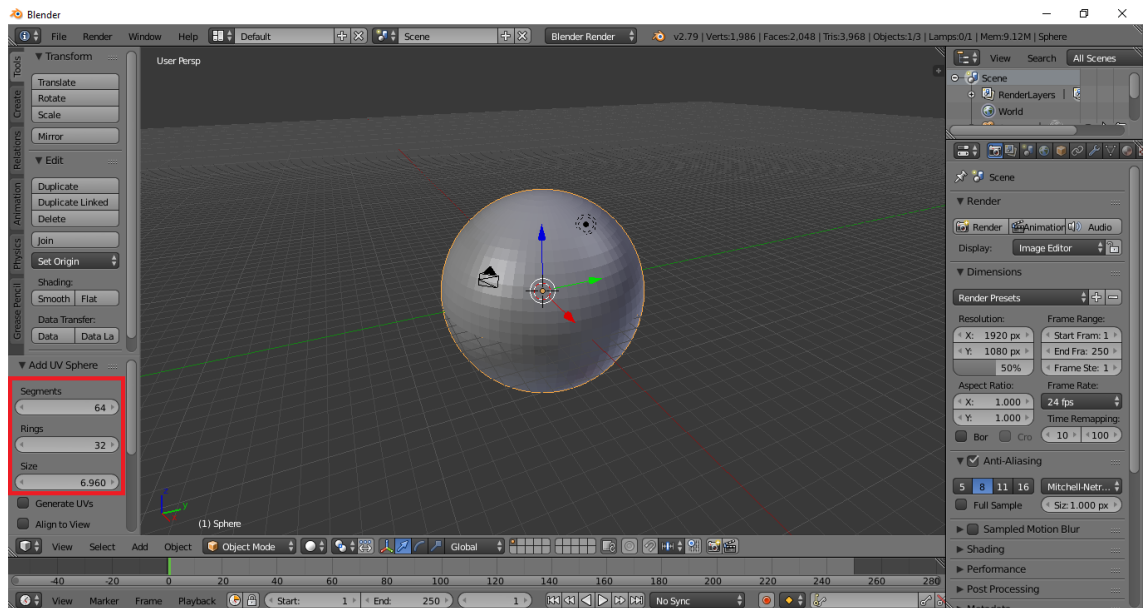 Blender
File Render Window Help Default Scene Blender Render v2.79 | Verts:1,986 | Faces:2,048 | Tris:3,968 | Objects:1/3 | Lamps:0/1 | Mem:9.12M | Sphere
Tools
Create
Relations
Animation
Physics
Grease Pencil
Transform
Translate
Rotate
Scale
Mirror
Edit
Duplicate
Duplicate Linked
Delete
Join
Set Origin
Shading:
Smooth Flat
Data Transfer:
Data Data La
Add UV Sphere
Segments
64
Rings
32
Size
6.960
Generate UVs
Align to View
User Persp
z
y
(1) Sphere
View Select Add Object Object Mode Global
-40 -20 0 20 40 60 80 100 120 140 160 180 200 220 240 260 280
View Marker Frame Playback Start: 1 End: 250 1 No Sync
View Search All Scenes
Scene
RenderLayers |
World
Scene
Render
Render Animation Audio
Display: Image Editor
Dimensions
Render Presets
Resolution: Frame Range:
X: 1920 px Start Fram: 1
Y: 1080 px End Fra: 250
50% Frame Ste: 1
Aspect Ratio: Frame Rate:
X: 1.000 24 fps
Y: 1.000 Time Remapping:
Bor Cro 10 100
Anti-Aliasing
5 8 11 16 Mitchell-Netr...
Full Sample Siz:1.000 px
Sampled Motion Blur
Shading
Performance
Post Processing